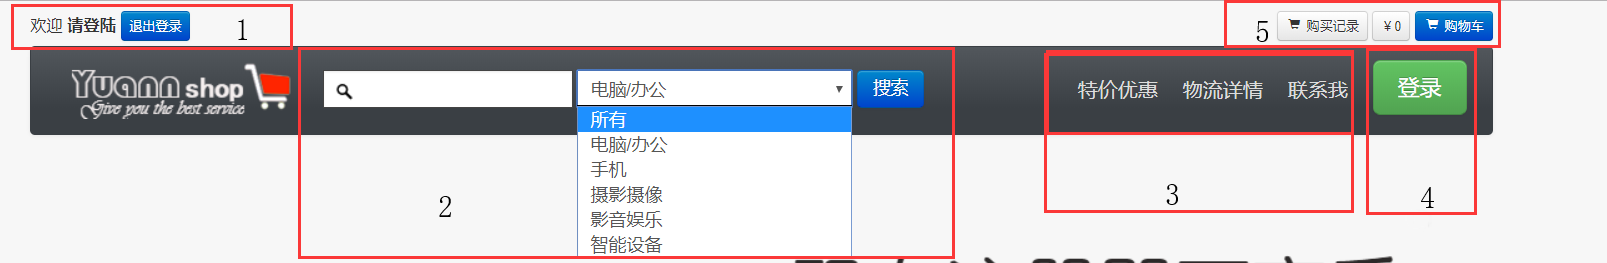 欢迎 请登陆 退出登录 1
5 购买记录 ￥0 购物车
Yuann shop
Give you the best service
电脑/办公 搜索
特价优惠 物流详情 联系我 登录
所有
电脑/办公
手机
摄影摄像
影音娱乐
智能设备
2
3
4